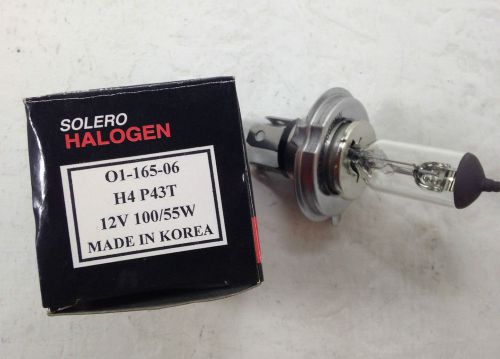 SOLERO
HALOGEN
O1-165-06
H4 P43T
12V 100/55W
MADE IN KOREA